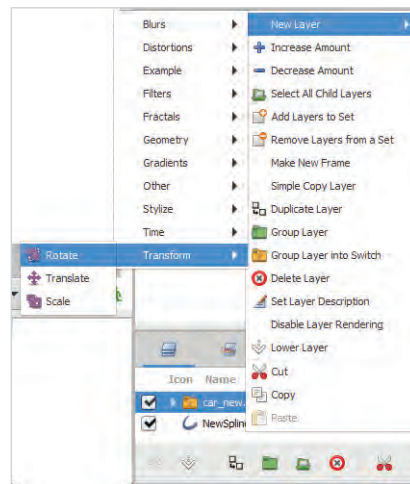 Blurs
Distortions
Example
Filters
Fractals
Geometry
Gradients
Other
Stylize
Time
Transform
New Layer
Increase Amount
Decrease Amount
Select All Child Layers
Add Layers to Set
Remove Layers from a Set
Make New Frame
Simple Copy Layer
Duplicate Layer
Group Layer
Group Layer into Switch
Delete Layer
Set Layer Description
Disable Layer Rendering
Lower Layer
Cut
Copy
Paste
Rotate
Translate
Scale
Icon Name
car_new.
NewSplin